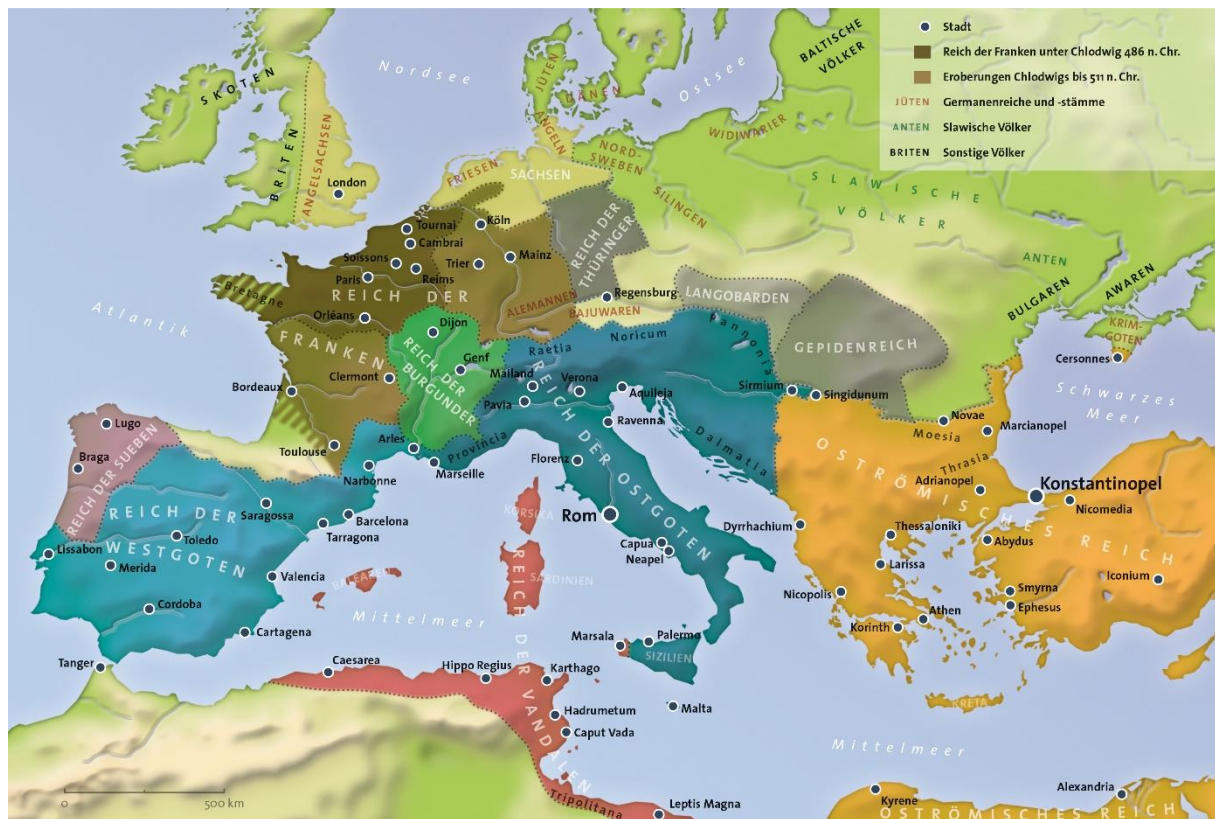 Stadt
Reich der Franken unter Chlodwig 486 n. Chr.
Eroberungen Chlodwigs bis 511 n. Chr.
JÜTEN Germanenreiche und -stämme
ANTEN Slawische Völker
BRITEN Sonstige Völker
Nordsee
Ostsee
BALTISCHE
VÖLKER
SKOTEN
BRITEN
ANGELSACHSEN
London
JÜTEN
DÄNEN
ANGELN
FRIESEN
SACHSEN
NORD-
SWEBEN
WIDIWARIER
SILINGEN
SLAWISCHE
VÖLKER
ANTEN
BULGAREN
AWAREN
KRIM-
GOTEN
Cersonnes
Schwarzes
Meer
Atlantik
Tournai
Cambrai
Soissons
Reims
Paris
Köln
Mainz
Trier
Bretagne
Orléans
REICH DER
FRANKEN
Clermont
Bordeaux
Toulouse
REICH DER
THÜRINGER
ALEMANNEN
BAJUWAREN
Regensburg
LANGOBARDEN
GEPIDENREICH
Dijon
Genf
REICH DER
BURGUNDER
Raetia
Noricum
Pannonia
Mailand
Verona
Pavia
Aquileja
Ravenna
Sirmium
Singidunum
Dalmatia
Provincia
Arles
Marseille
Narbonne
Florenz
Rom
REICH DER OSTGOTEN
Capua
Neapel
Lugo
Braga
REICH DER SUEBEN
REICH DER
WESTGOTEN
Saragossa
Barcelona
Tarragona
Toledo
Lissabon
Merida
Valencia
Cordoba
Cartagena
Tanger
BALEAREN
KORSIKA
SARDINIEN
REICH DER VANDALEN
Mittelmeer
Marsala
Palermo
SIZILIEN
Malta
Caesarea
Hippo Regius
Karthago
Hadrumetum
Caput Vada
Tripolitana
Leptis Magna
Novae
Moesia
Marcianopel
Thrasia
Adrianopel
Konstantinopel
Nicomedia
OSTRÖMISCHES REICH
Dyrrhachium
Thessaloniki
Abydus
Larissa
Nicopolis
Smyrna
Ephesus
Iconium
Athen
Korinth
KRETA
Mittelmeer
Kyrene
Alexandria
OSTRÖMISCHES REICH
0 500 km